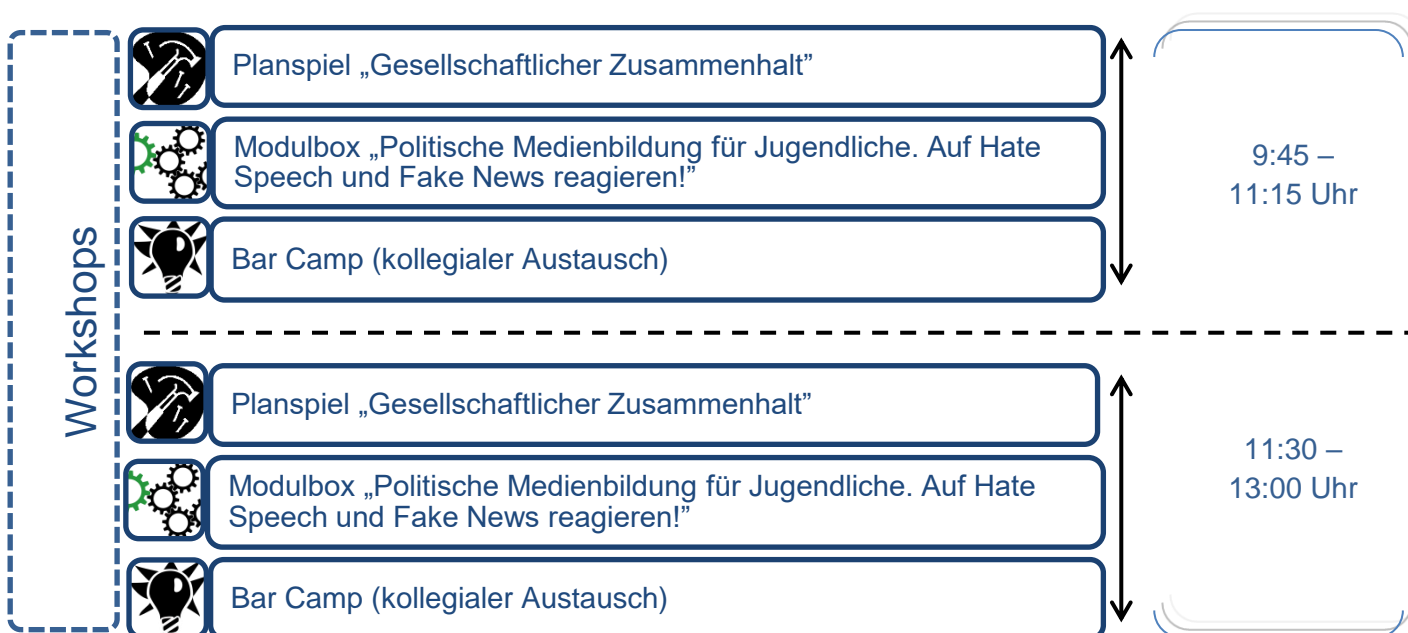 Workshops
Planspiel „Gesellschaftlicher Zusammenhalt”
Modulbox „Politische Medienbildung für Jugendliche. Auf Hate
Speech und Fake News reagieren!”
Bar Camp (kollegialer Austausch)
9:45 –
11:15 Uhr
Planspiel „Gesellschaftlicher Zusammenhalt”
Modulbox „Politische Medienbildung für Jugendliche. Auf Hate
Speech und Fake News reagieren!”
Bar Camp (kollegialer Austausch)
11:30 –
13:00 Uhr